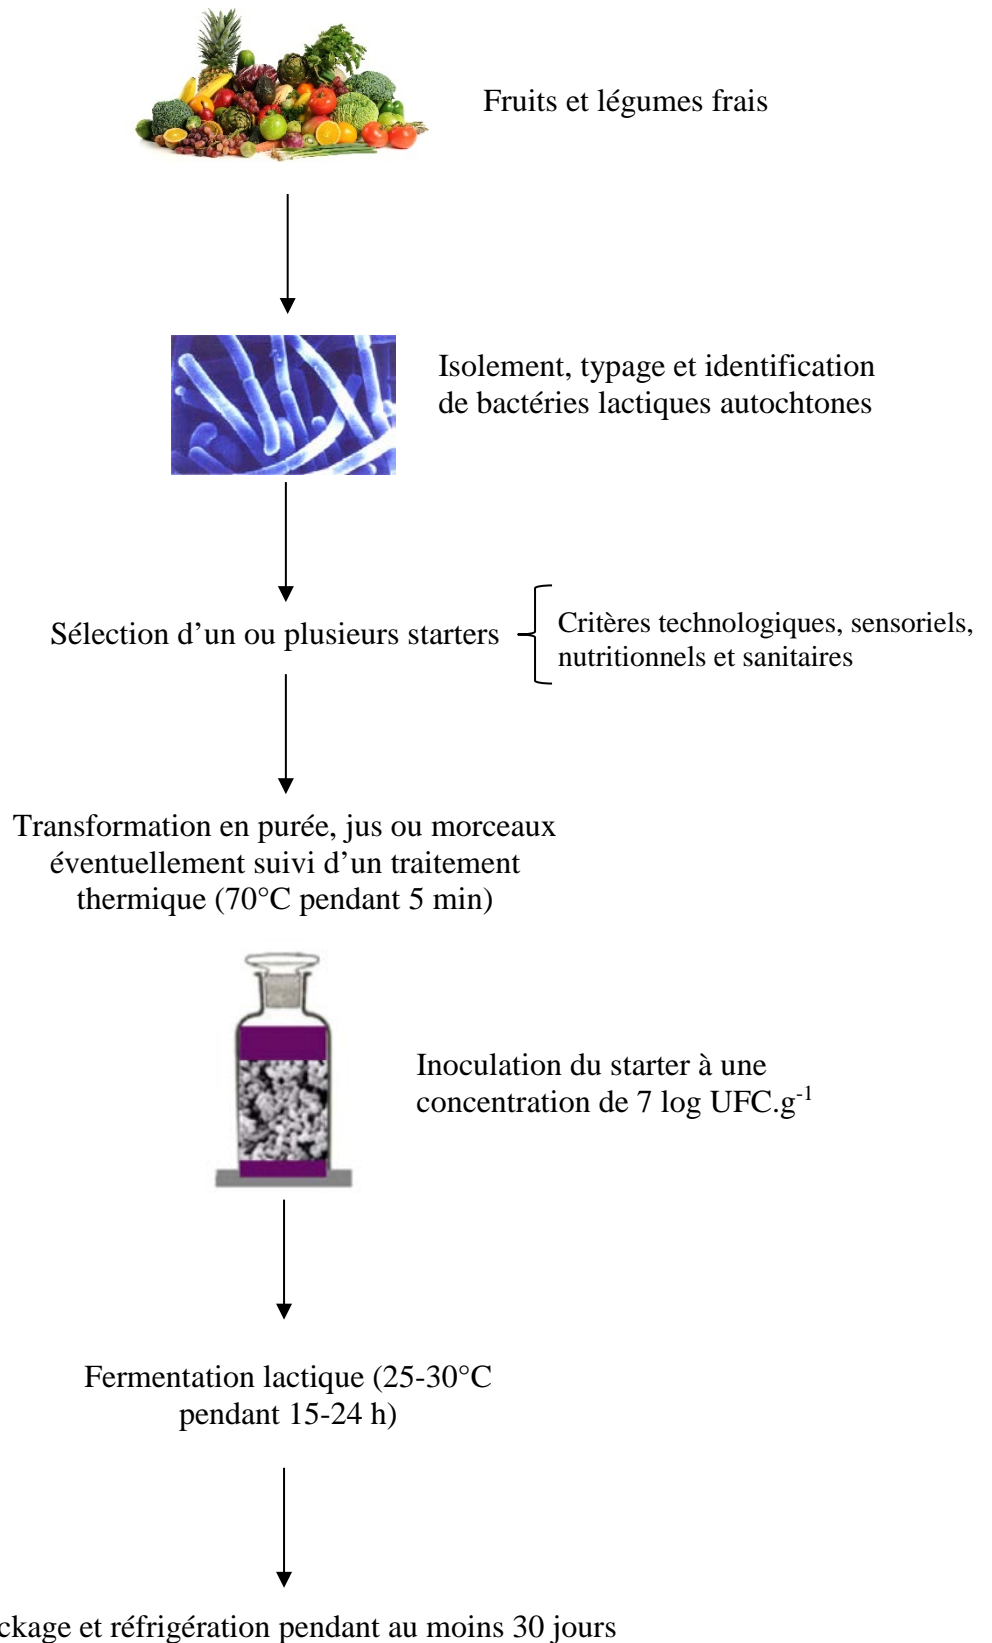 Fruits et légumes frais
Isolement, typage et identification
de bactéries lactiques autochtones
Sélection d’un ou plusieurs starters
Critères technologiques, sensoriels,
nutritionnels et sanitaires
Transformation en purée, jus ou morceaux
éventuellement suivi d’un traitement
thermique (70°C pendant 5 min)
Inoculation du starter à une
concentration de 7 log UFC.g⁻¹
Fermentation lactique (25-30°C
pendant 15-24 h)
ckage et réfrigération pendant au moins 30 jours